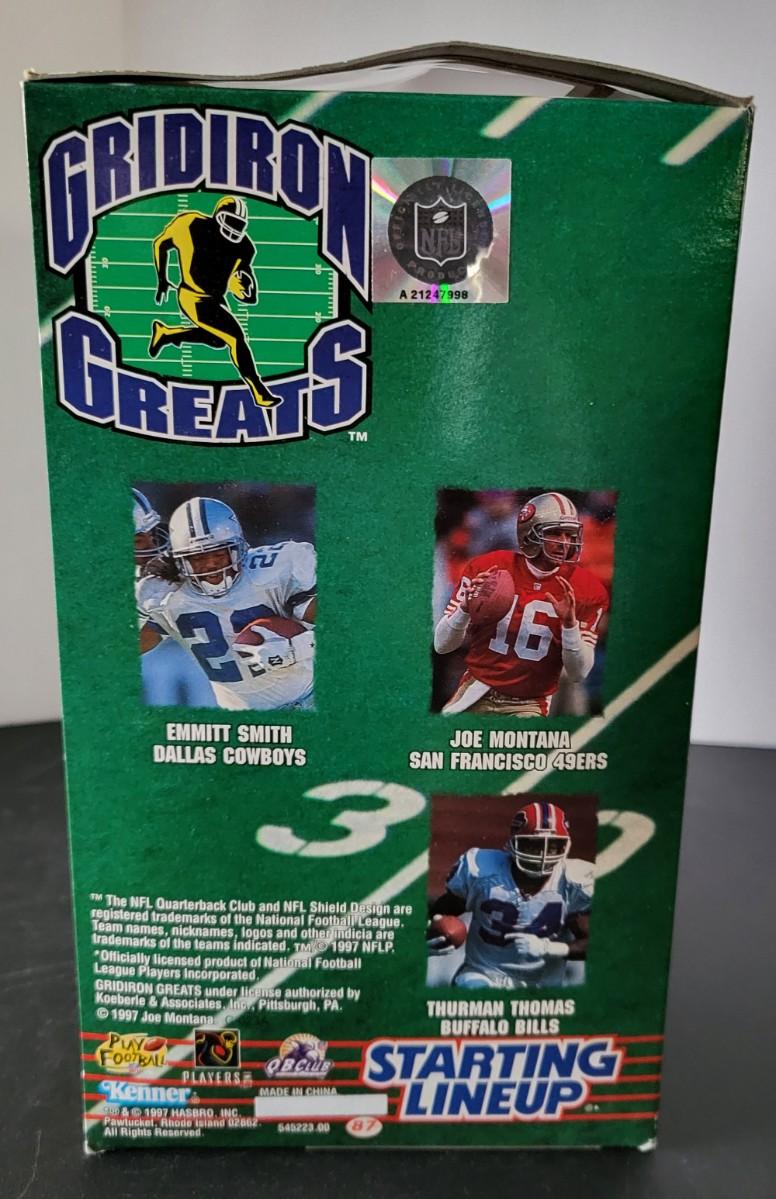 GRIDIRON
GREATS
TM
OFFICIALLY LICENSED
NFL
PRODUCT
A 21247998
22
16
EMMITT SMITH
DALLAS COWBOYS
JOE MONTANA
SAN FRANCISCO 49ERS
30
34
THURMAN THOMAS
BUFFALO BILLS
™ The NFL Quarterback Club and NFL Shield Design are
registered trademarks of the National Football League.
Team names, nicknames, logos and other indicia are
trademarks of the teams indicated. TM/© 1997 NFLP.
*Officially licensed product of National Football
League Players Incorporated.
GRIDIRON GREATS under license authorized by
Koeberle & Associates, Inc., Pittsburgh, PA.
© 1997 Joe Montana
PLAY
FOOTBALL
PLAYERS INC
Q.B.CLUB
STARTING
LINEUP
Kenner
MADE IN CHINA
& © 1997 HASBRO, INC.
Pawtucket, Rhode Island 02862.
All Rights Reserved.
545223.00
87